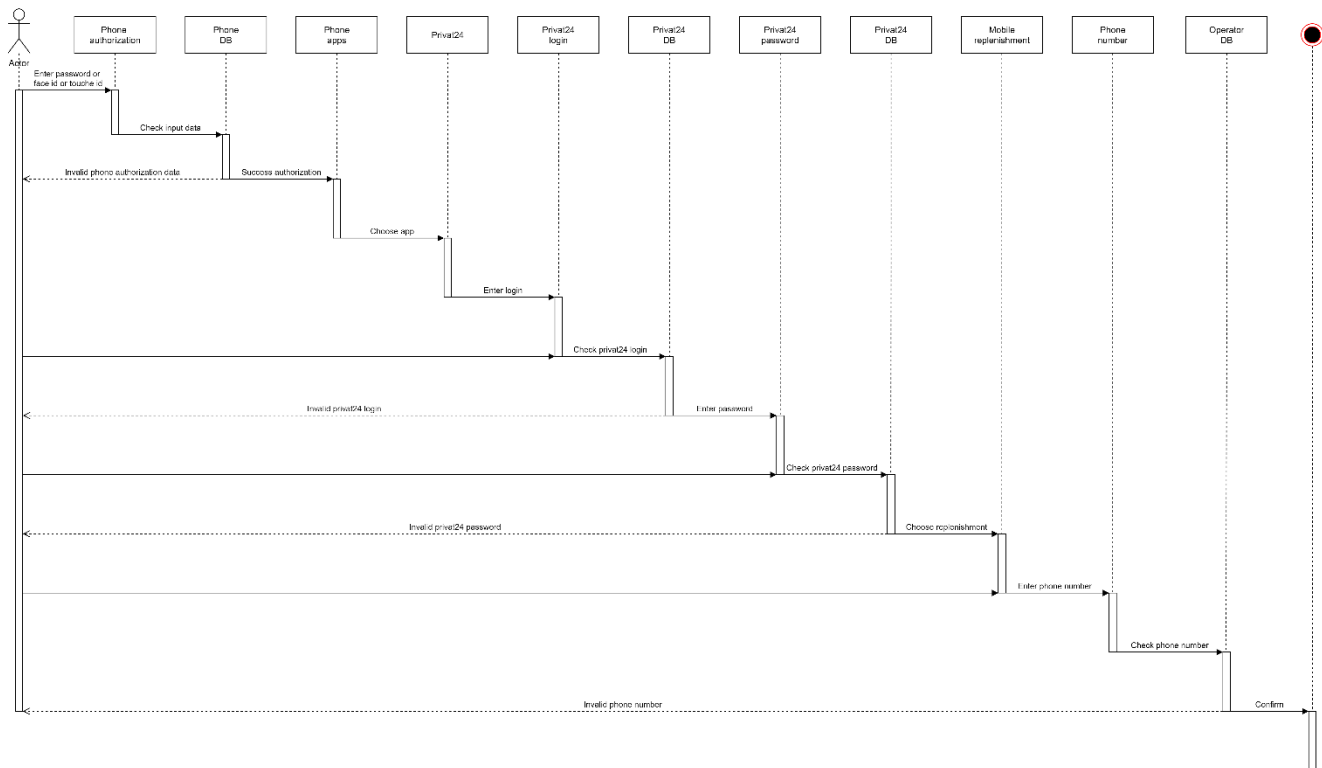 Phone
authorization
Phone
DB
Phone
apps
Privat24
Privat24
login
Privat24
DB
Privat24
password
Privat24
DB
Mobile
replenishment
Phone
number
Operator
DB
Actor
Enter password or
face id or touche id
Check input data
Invalid phone authorization data
Success authorization
Choose app
Enter login
Check privat24 login
Invalid privat24 login
Enter password
Check privat24 password
Invalid privat24 password
Choose replenishment
Enter phone number
Check phone number
Invalid phone number
Confirm